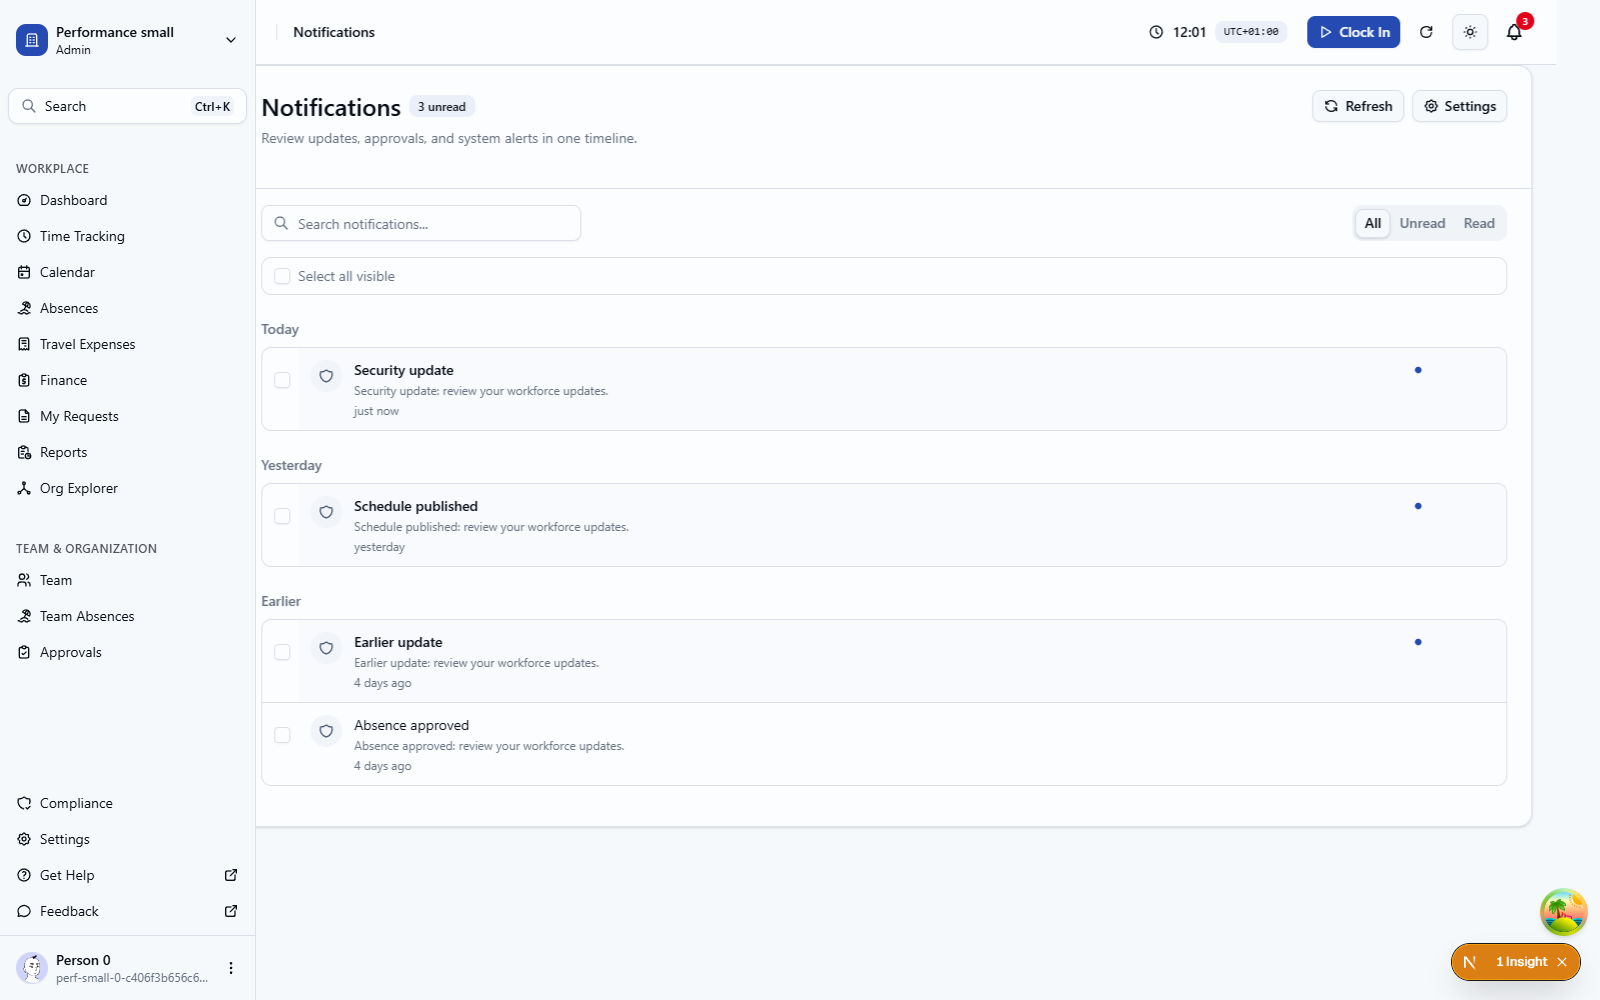 Performance small
Admin
Search
Ctrl+K
WORKPLACE
Dashboard
Time Tracking
Calendar
Absences
Travel Expenses
Finance
My Requests
Reports
Org Explorer
TEAM & ORGANIZATION
Team
Team Absences
Approvals
Compliance
Settings
Get Help
Feedback
Person 0
perf-small-0-c406f3b656c6...
Notifications
12:01
UTC+01:00
Clock In
3
Notifications
3 unread
Review updates, approvals, and system alerts in one timeline.
Refresh
Settings
Search notifications...
All
Unread
Read
Select all visible
Today
Security update
Security update: review your workforce updates.
just now
Yesterday
Schedule published
Schedule published: review your workforce updates.
yesterday
Earlier
Earlier update
Earlier update: review your workforce updates.
4 days ago
Absence approved
Absence approved: review your workforce updates.
4 days ago
1 Insight